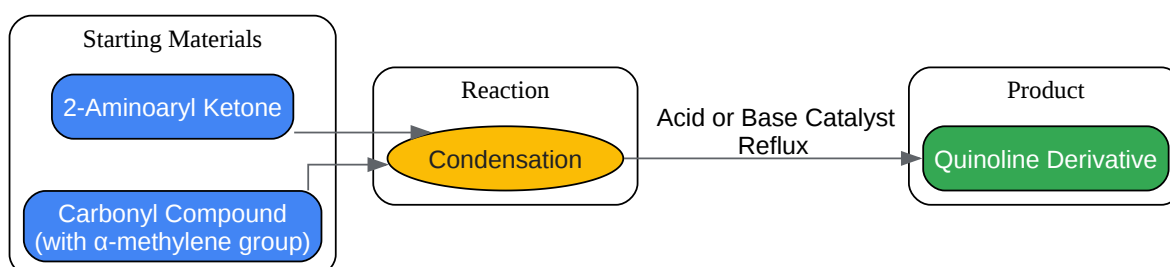 Starting Materials
2-Aminoaryl Ketone
Carbonyl Compound
(with α-methylene group)
Reaction
Condensation
Acid or Base Catalyst
Reflux
Product
Quinoline Derivative